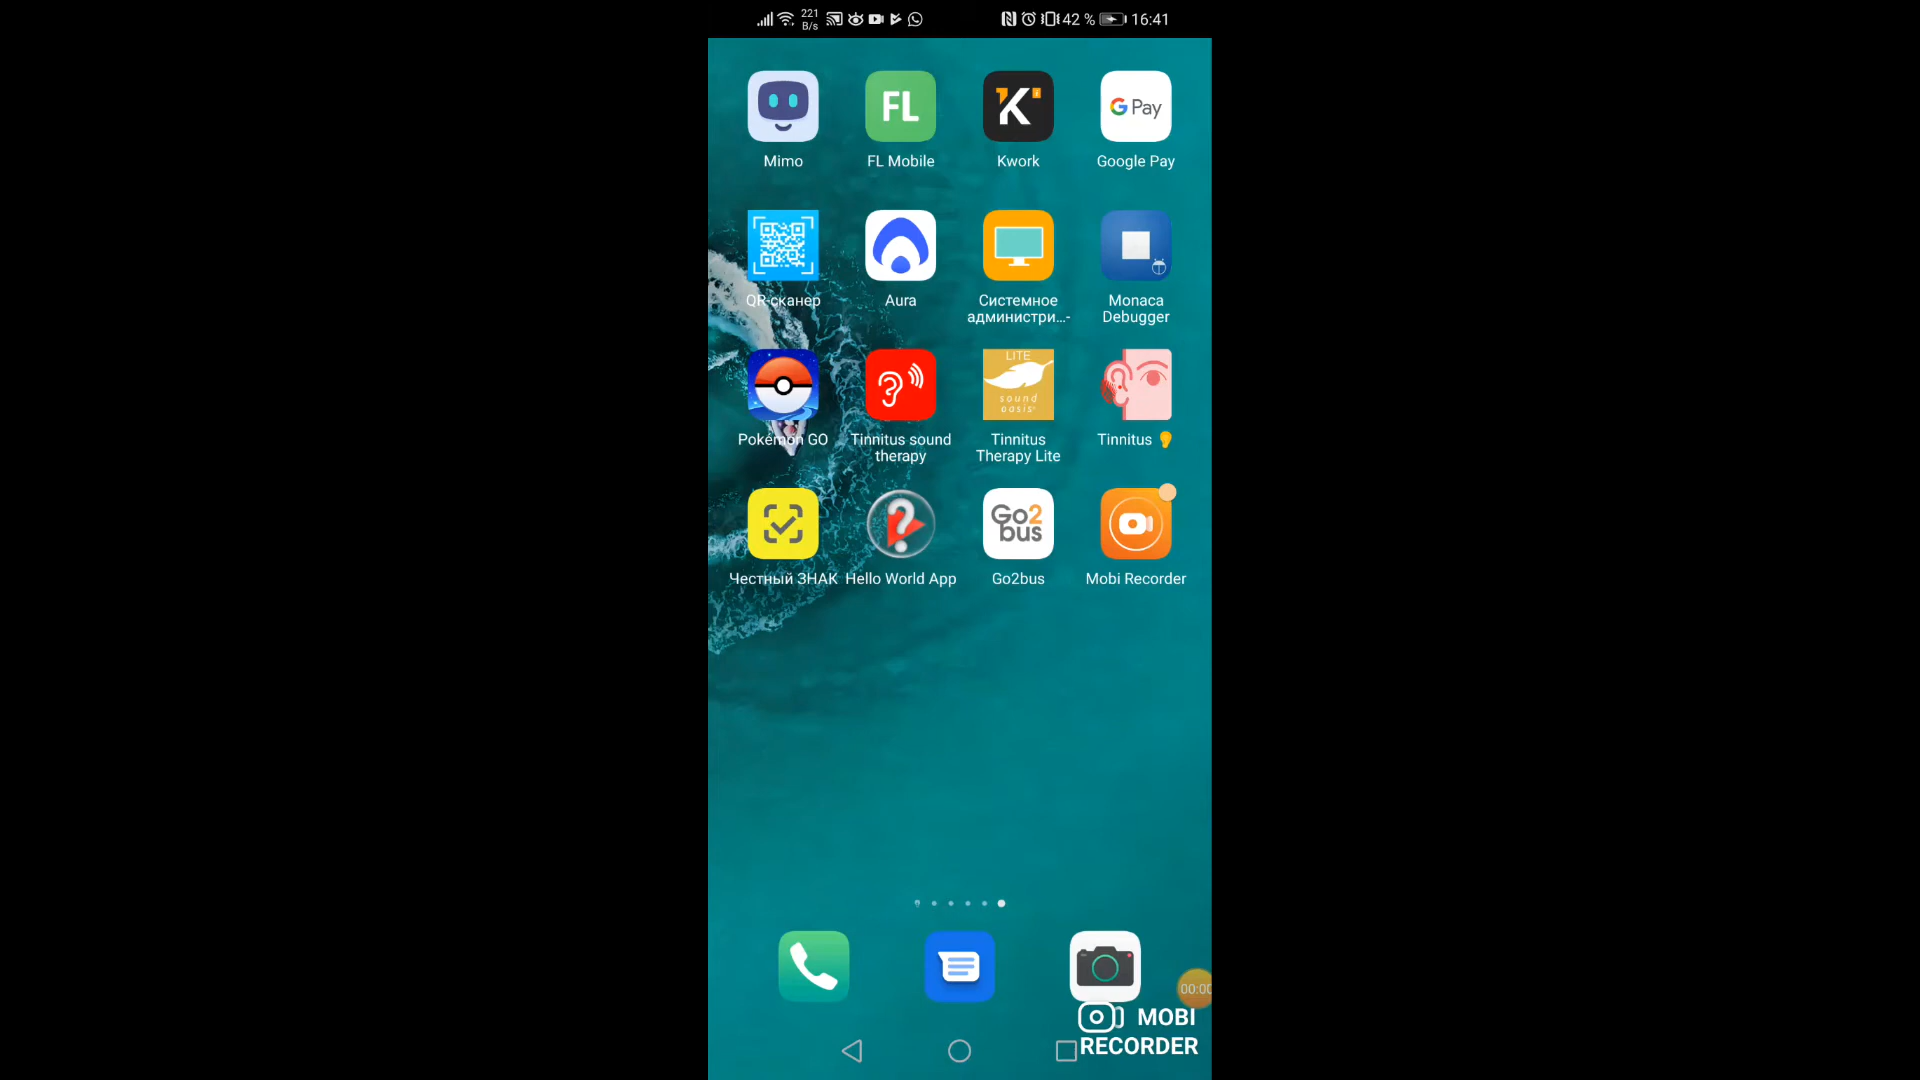 221
B/s
42 %
16:41
FL
K
G Pay
Mimo
FL Mobile
Kwork
Google Pay
QR-сканер
Aura
Системное
администри...-
Monaca
Debugger
LITE
sound
oasis
Pokémon GO
Tinnitus sound
therapy
Tinnitus
Therapy Lite
Tinnitus 👂
Go2
bus
Честный ЗНАК
Hello World App
Go2bus
Mobi Recorder
00:00
MOBI
RECORDER